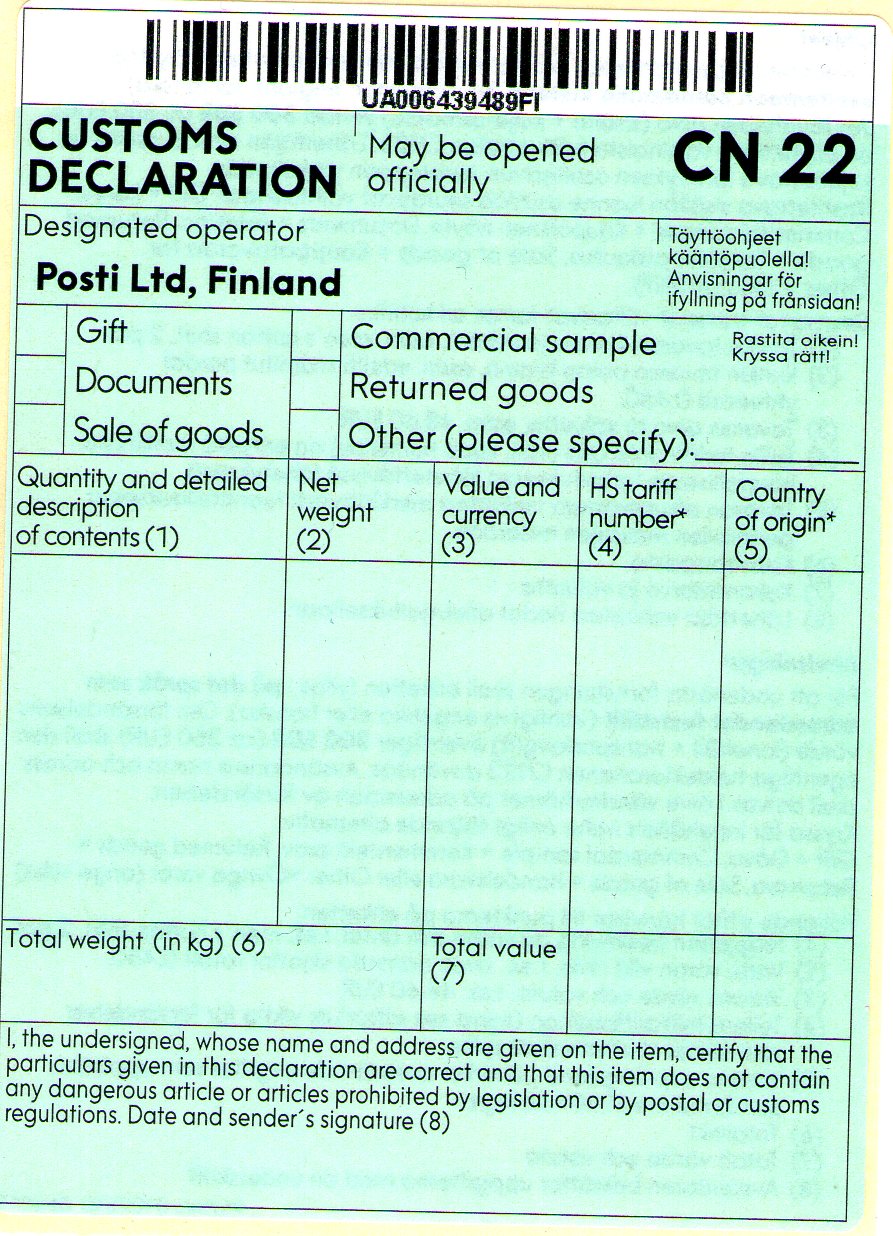 UA006439489FI
CUSTOMS
DECLARATION
May be opened
officially
CN 22
Designated operator
Posti Ltd, Finland
Täyttöohjeet
kääntöpuolella!
Anvisningar för
ifyllning på frånsidan!
Gift
Documents
Sale of goods
Commercial sample
Returned goods
Other (please specify):
Rastita oikein!
Kryssa rätt!
Quantity and detailed
description
of contents (1)
Net
weight
(2)
Value and
currency
(3)
HS tariff
number*
(4)
Country
of origin*
(5)
Total weight (in kg) (6)
Total value
(7)
I, the undersigned, whose name and address are given on the item, certify that the
particulars given in this declaration are correct and that this item does not contain
any dangerous article or articles prohibited by legislation or by postal or customs
regulations. Date and sender´s signature (8)